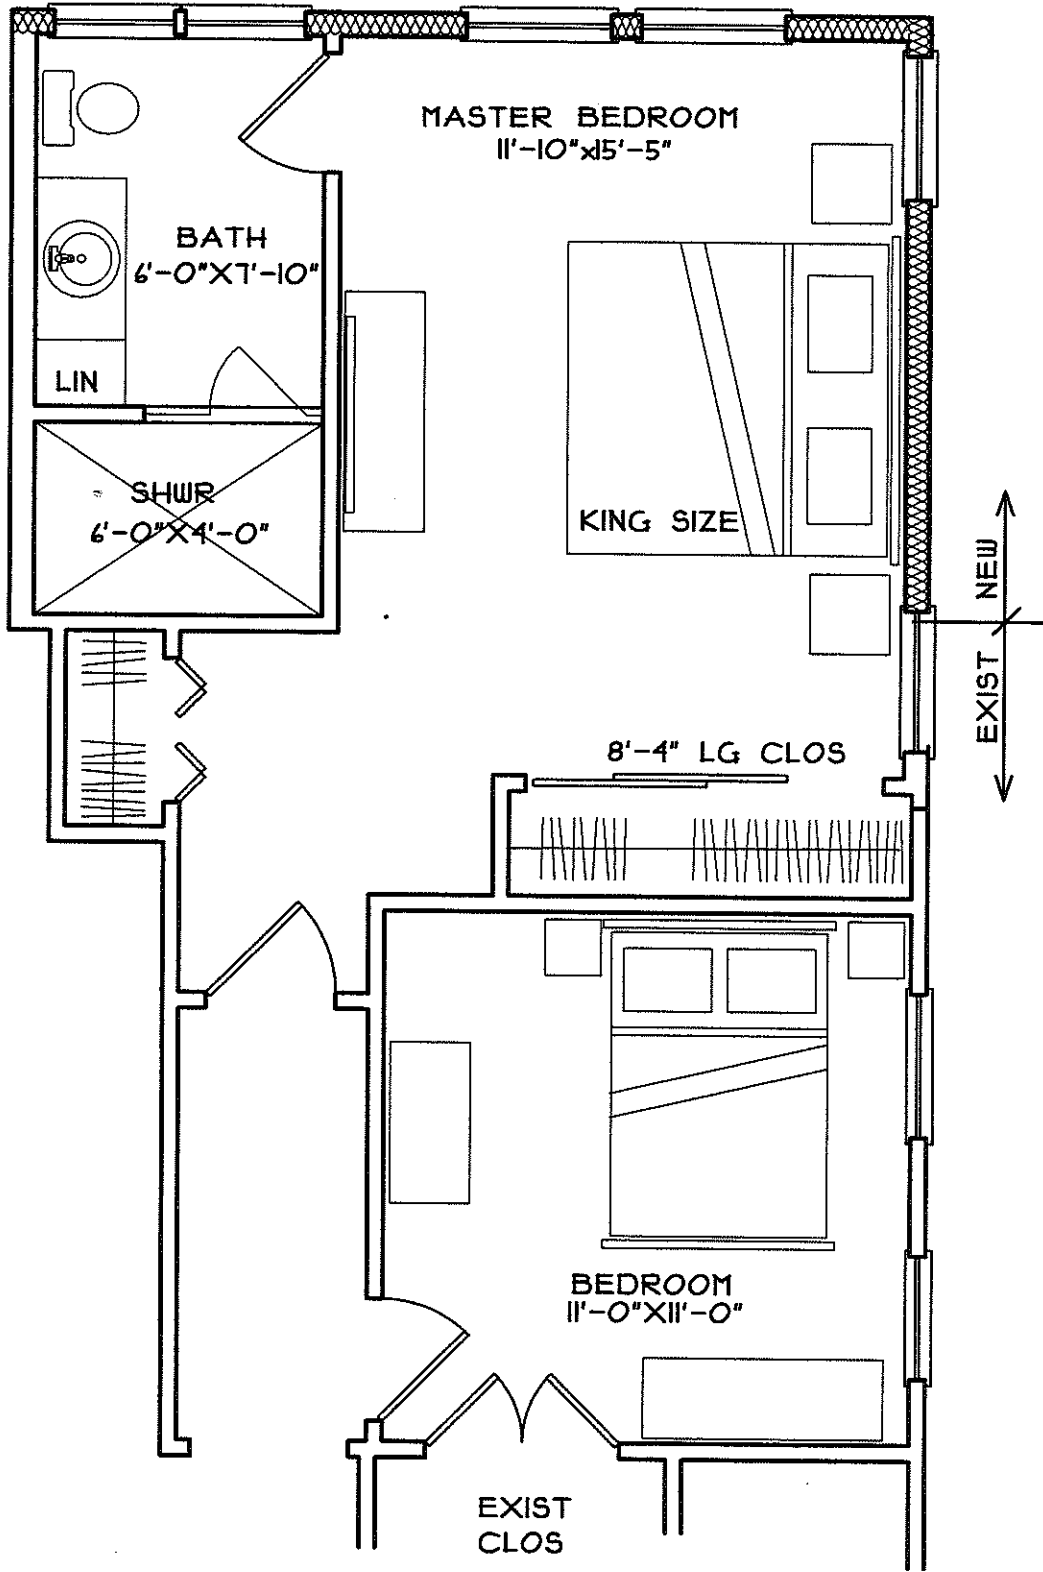 MASTER BEDROOM
11'-10"x15'-5"
BATH
6'-0"X7'-10"
LIN
SHWR
6'-0"X4'-0"
KING SIZE
NEW
EXIST
8'-4" LG CLOS
BEDROOM
11'-0"X11'-0"
EXIST
CLOS